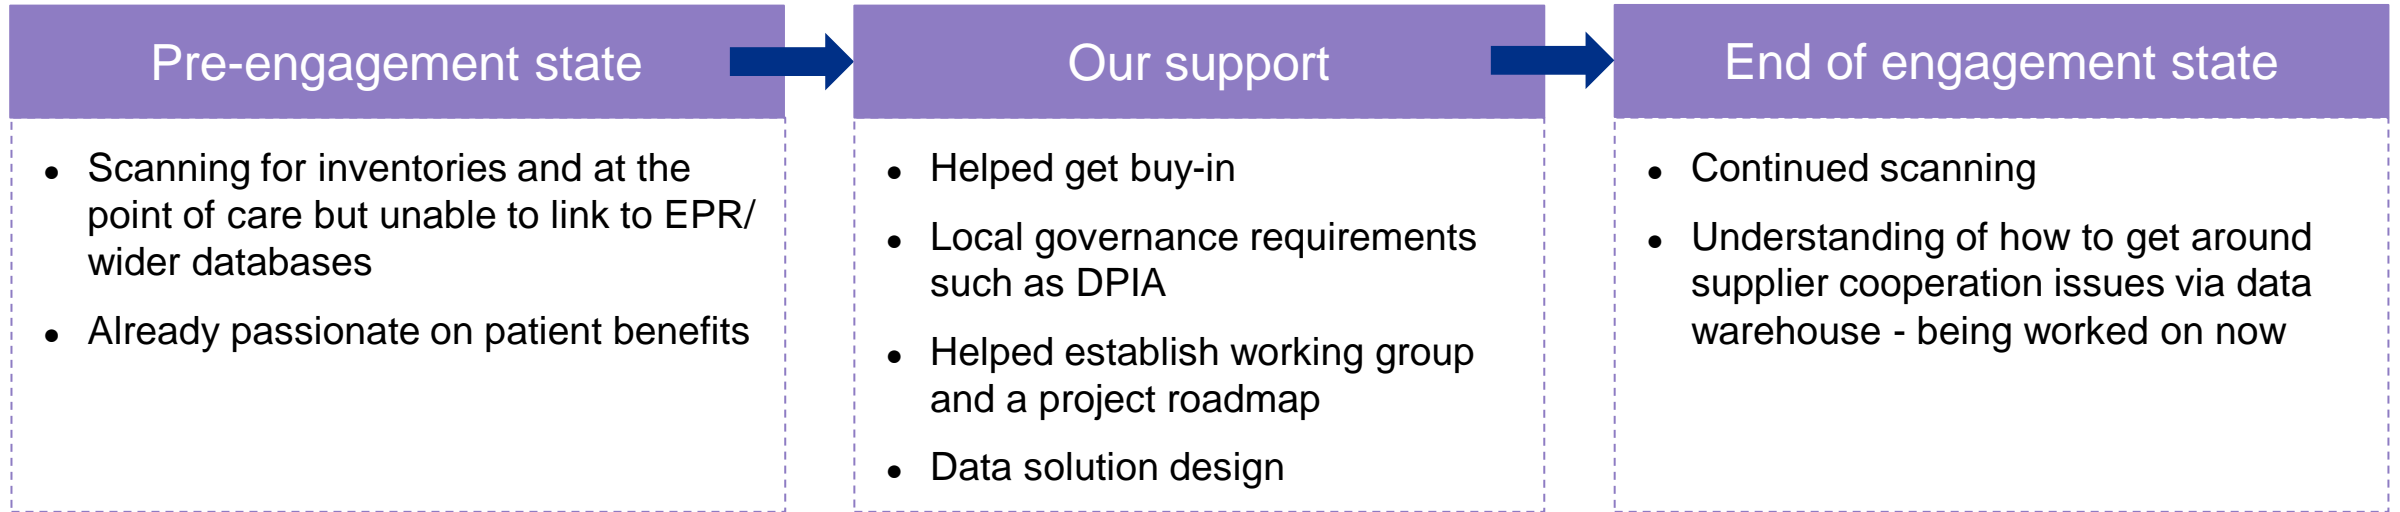 Pre-engagement state
• Scanning for inventories and at the
point of care but unable to link to EPR/
wider databases
• Already passionate on patient benefits
Our support
• Helped get buy-in
• Local governance requirements
such as DPIA
• Helped establish working group
and a project roadmap
• Data solution design
End of engagement state
• Continued scanning
• Understanding of how to get around
supplier cooperation issues via data
warehouse - being worked on now